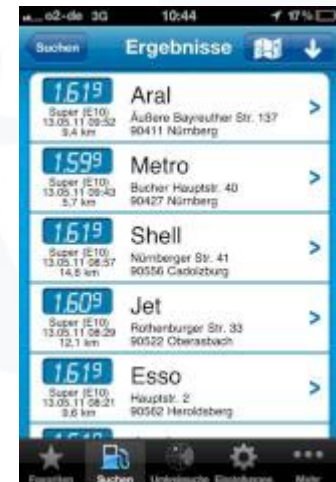 o2-de 3G 10:44 17%
Suchen Ergebnisse
1.619 Aral
Super (E10) Äußere Bayreuther Str. 137
13.05.11 09:52 90411 Nürnberg
9,4 km
1.599 Metro
Super (E10) Bucher Hauptstr. 40
13.05.11 09:43 90427 Nürnberg
5,7 km
1.619 Shell
Super (E10) Nürnberger Str. 41
13.05.11 08:57 90556 Cadolzburg
14,8 km
1.609 Jet
Super (E10) Rothenburger Str. 33
13.05.11 08:29 90522 Oberasbach
12,1 km
1.619 Esso
Super (E10) Hauptstr. 2
13.05.11 08:21 90562 Heroldsberg
9,6 km
Favoriten Suchen Umkreissuche Einstellungen Mehr